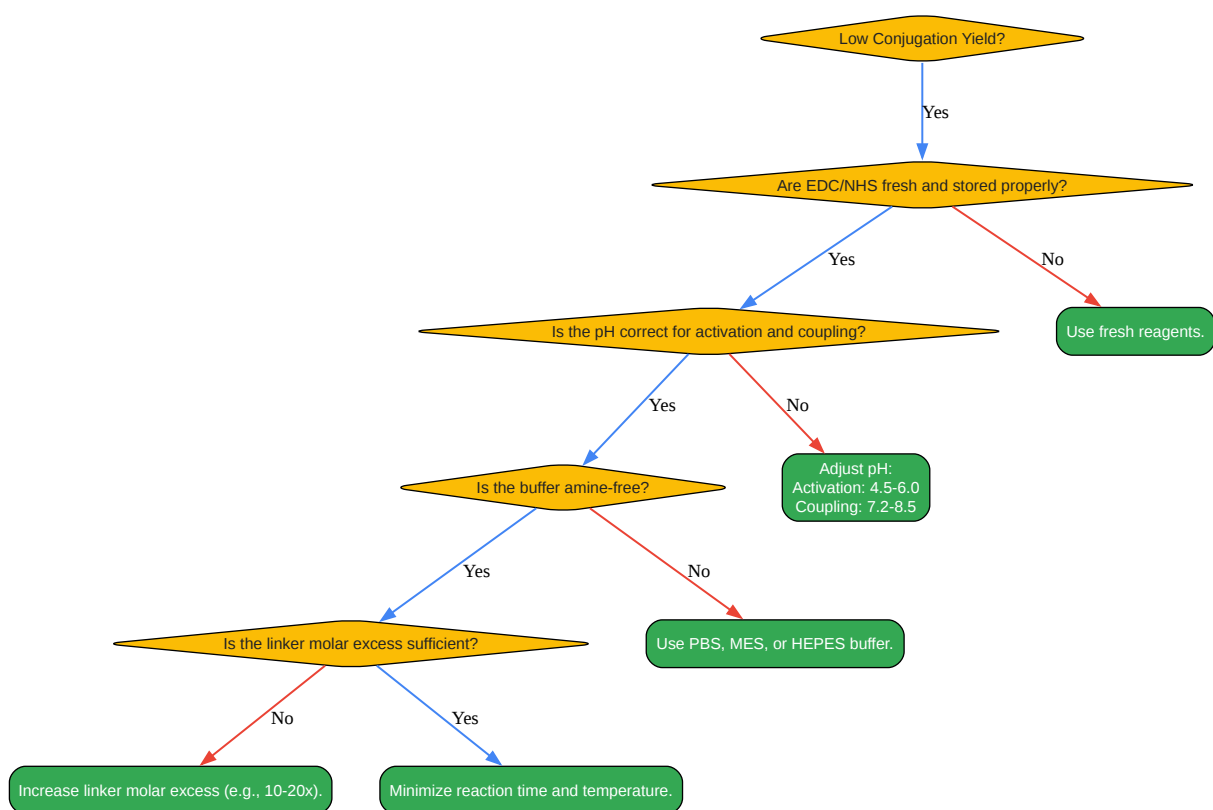 Low Conjugation Yield?
Yes
Are EDC/NHS fresh and stored properly?
Yes
No
Is the pH correct for activation and coupling?
Use fresh reagents.
Yes
No
Is the buffer amine-free?
Adjust pH:
Activation: 4.5-6.0
Coupling: 7.2-8.5
Yes
No
Is the linker molar excess sufficient?
Use PBS, MES, or HEPES buffer.
No
Yes
Increase linker molar excess (e.g., 10-20x).
Minimize reaction time and temperature.